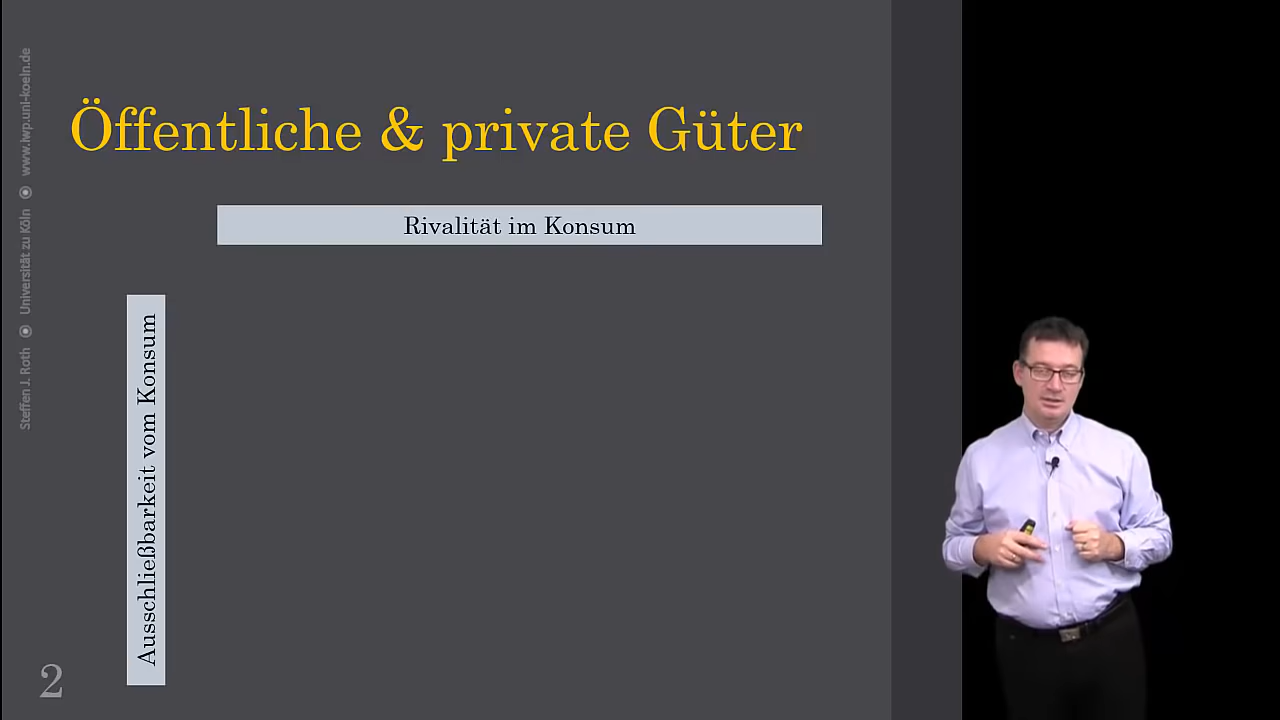 Öffentliche & private Güter
Rivalität im Konsum
Ausschließbarkeit vom Konsum
Steffen J. Roth ◉ Universität zu Köln ◉ www.iwp.uni-koeln.de
2